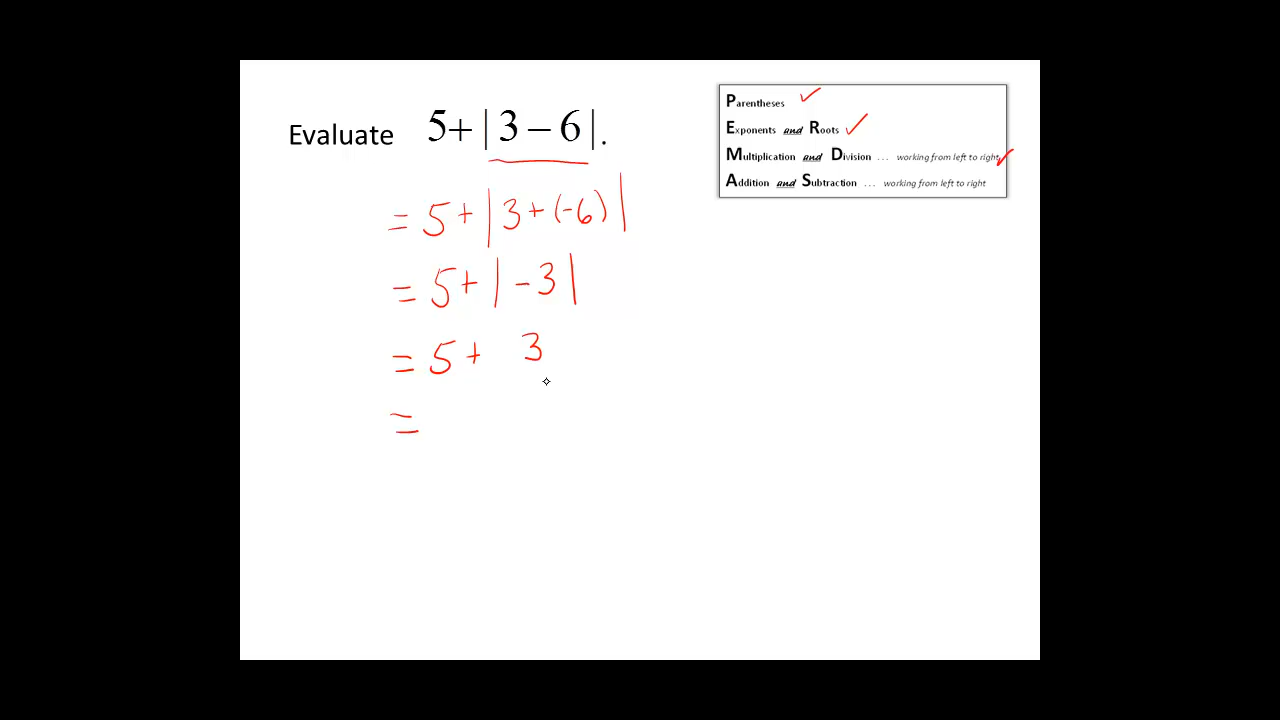 Evaluate 5+|3−6|.
= 5 + |3 + (-6)|
= 5 + |-3|
= 5 + 3
=
Parentheses ✓
Exponents and Roots ✓
Multiplication and Division ... working from left to right ✓
Addition and Subtraction ... working from left to right